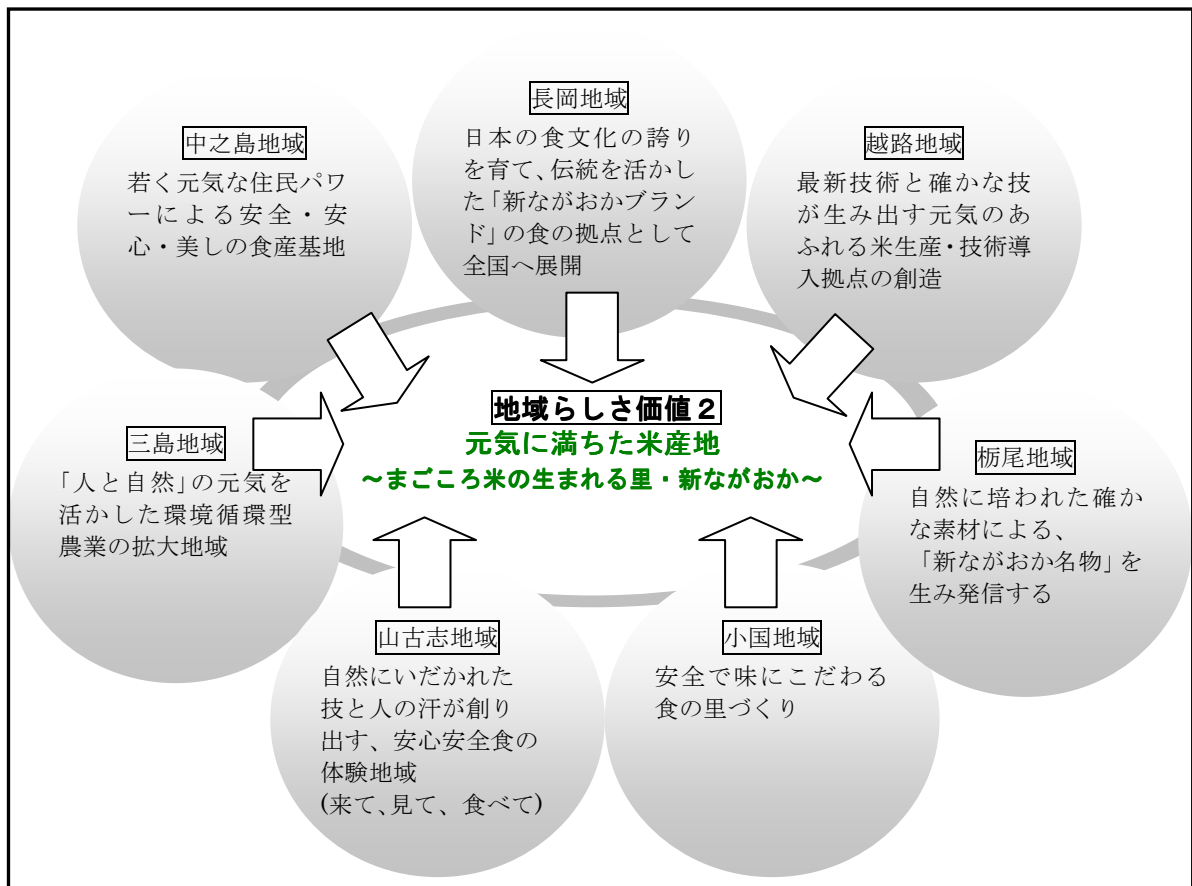 長岡地域
日本の食文化の誇り
を育て、伝統を活かし
た「新ながおかブラン
ド」の食の拠点として
全国へ展開
中之島地域
若く元気な住民パワ
ーによる安全・安
心・美しの食産基地
越路地域
最新技術と確かな技
が生み出す元気のあ
ふれる米生産・技術導
入拠点の創造
地域らしさ価値２
元気に満ちた米産地
～まごころ米の生まれる里・新ながおか～
三島地域
「人と自然」の元気を
活かした環境循環型
農業の拡大地域
栃尾地域
自然に培われた確か
な素材による、
「新ながおか名物」を
生み発信する
山古志地域
自然にいだかれた
技と人の汗が創り
出す、安心安全食の
体験地域
(来て、見て、食べて)
小国地域
安全で味にこだわる
食の里づくり